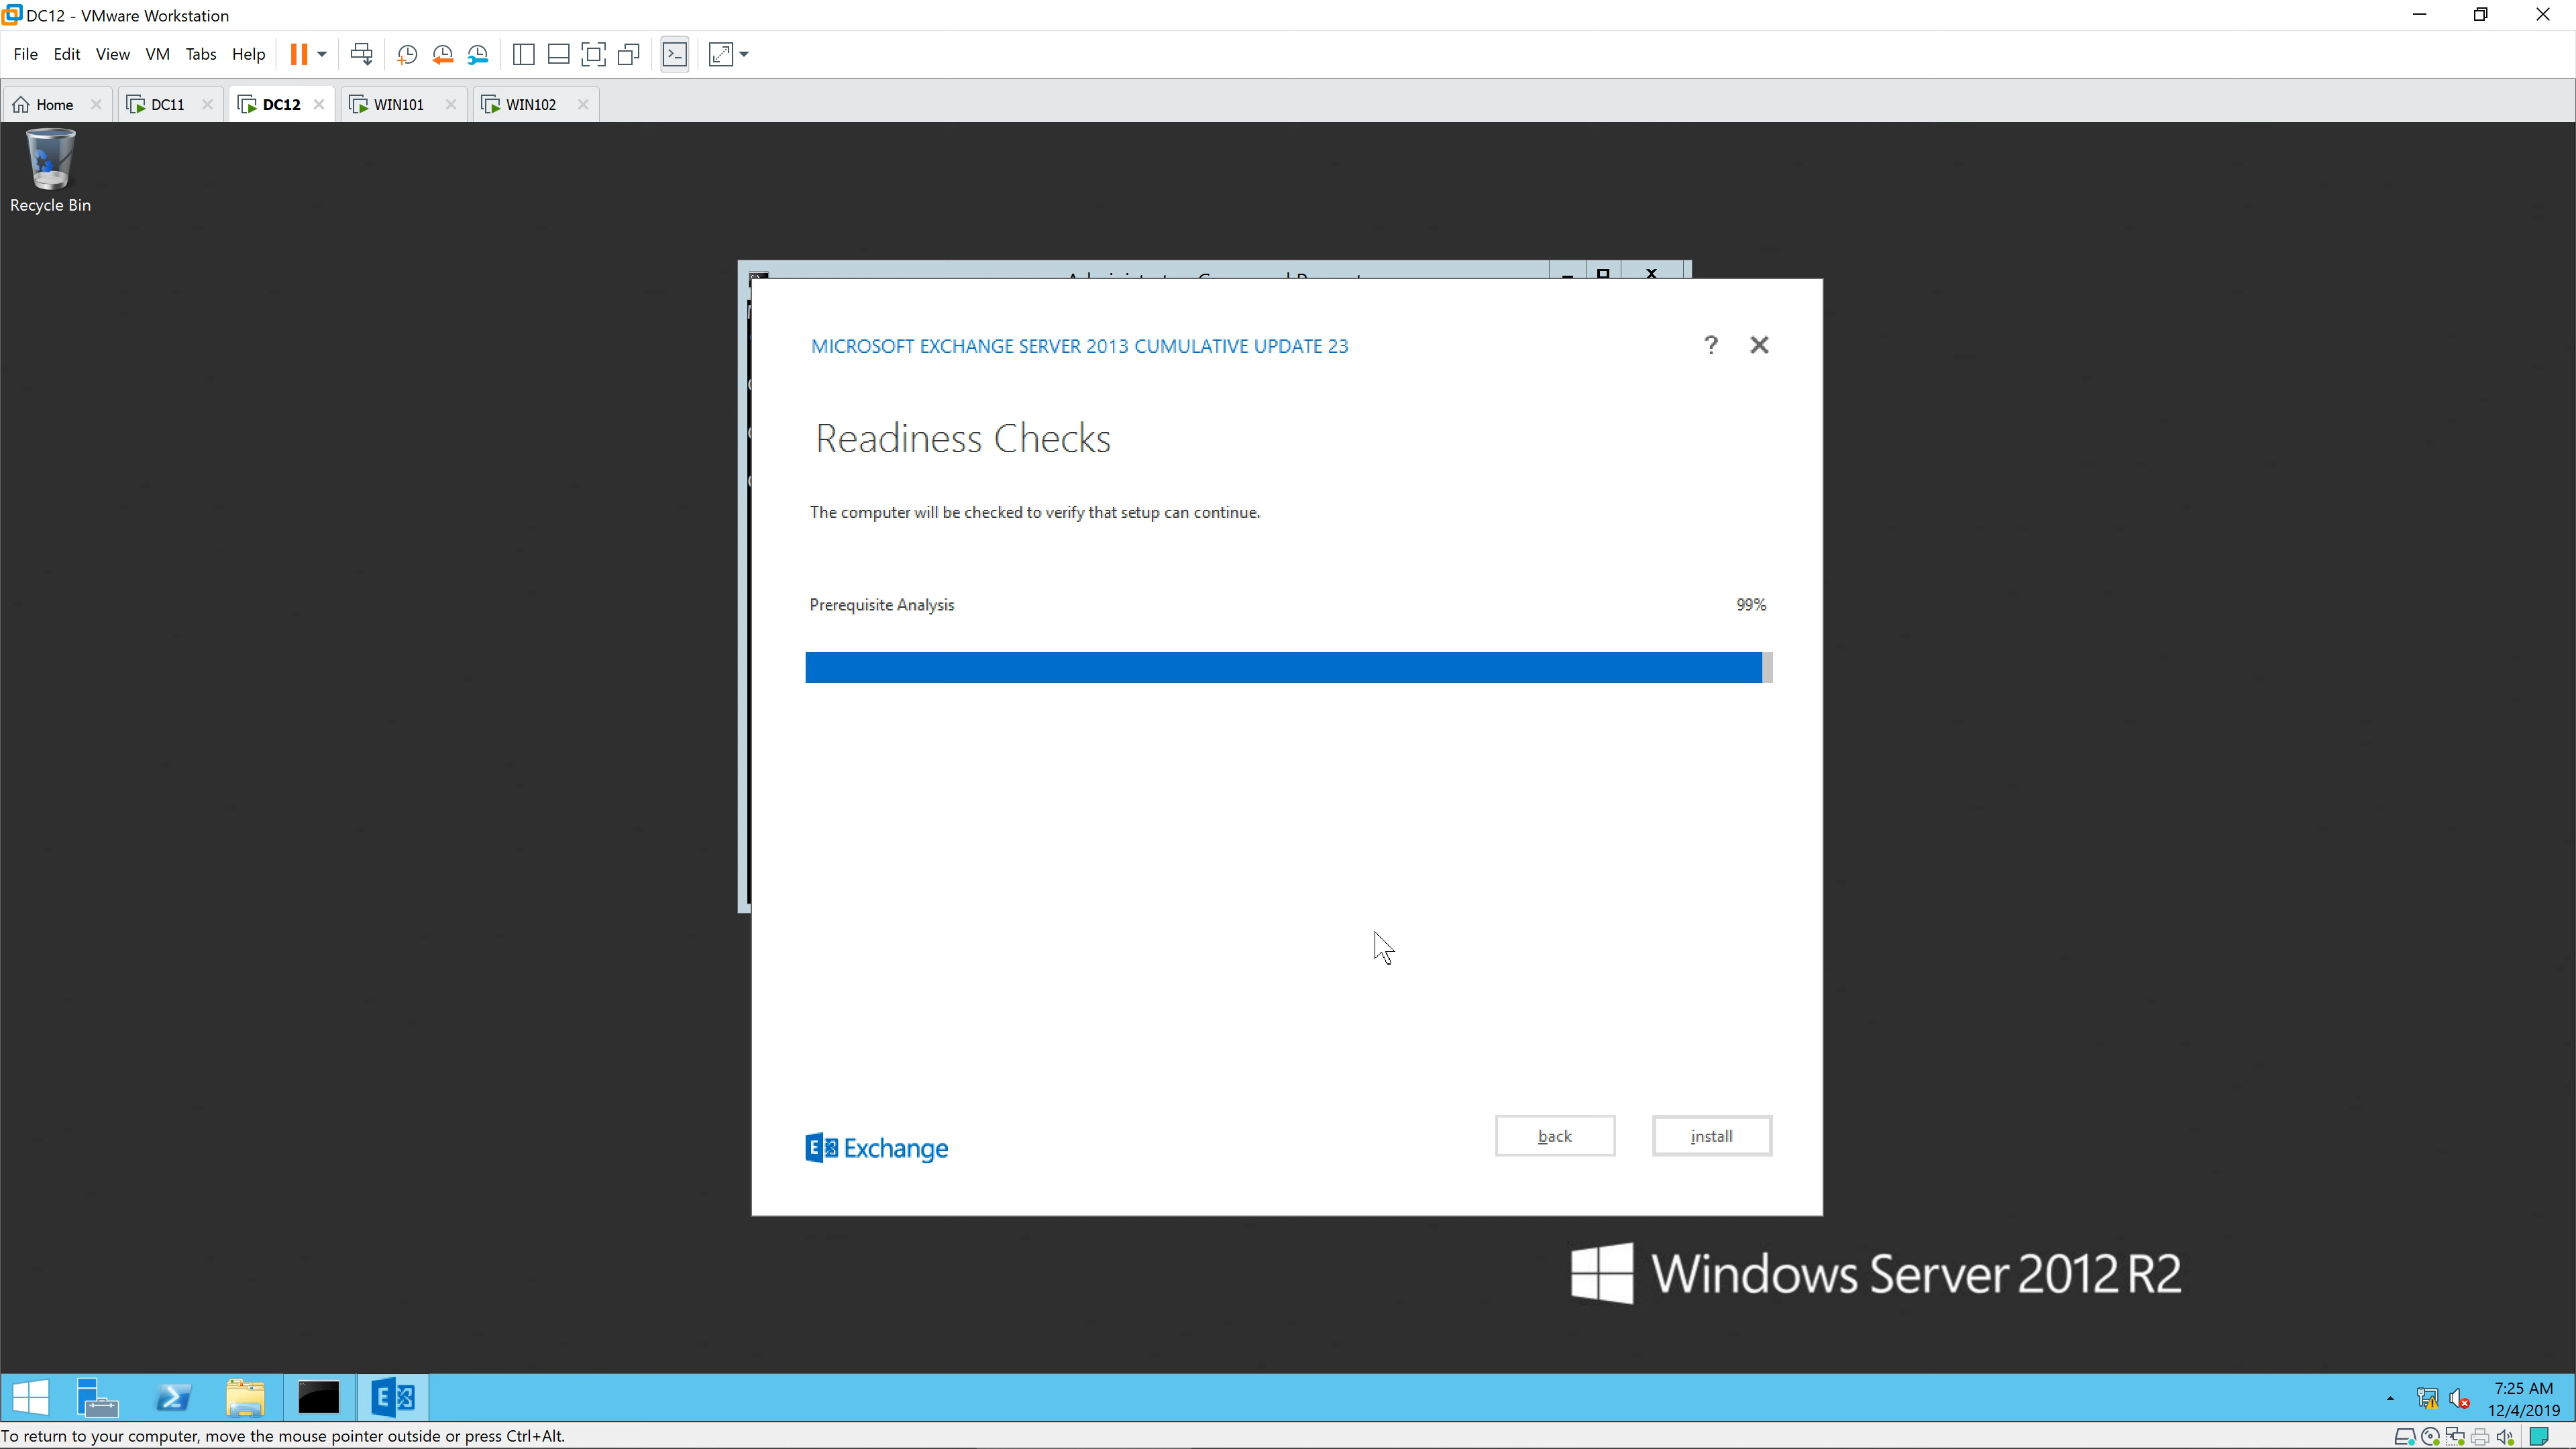 DC12 - VMware Workstation
File Edit View VM Tabs Help
Home DC11 DC12 WIN101 WIN102
Recycle Bin
MICROSOFT EXCHANGE SERVER 2013 CUMULATIVE UPDATE 23
? 
Readiness Checks
The computer will be checked to verify that setup can continue.
Prerequisite Analysis 99%
Exchange
back install
Windows Server 2012 R2
7:25 AM
12/4/2019
To return to your computer, move the mouse pointer outside or press Ctrl+Alt.